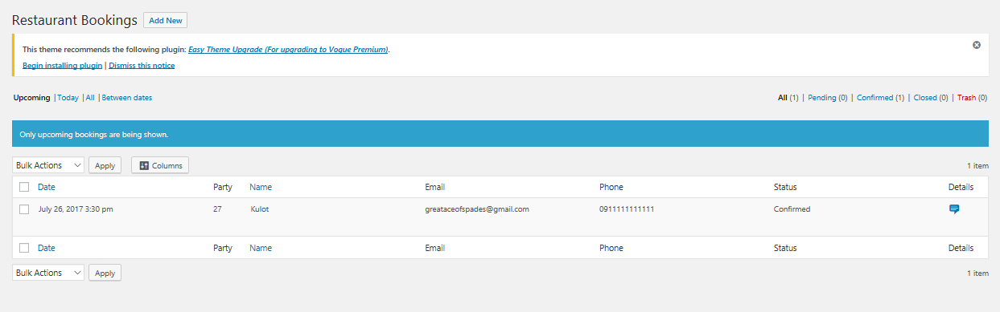 Restaurant Bookings Add New
This theme recommends the following plugin: Easy Theme Upgrade (For upgrading to Vogue Premium).
Begin installing plugin | Dismiss this notice
Upcoming | Today | All | Between dates All (1) | Pending (0) | Confirmed (1) | Closed (0) | Trash (0)
Only upcoming bookings are being shown.
Bulk Actions Apply Columns 1 item
Date Party Name Email Phone Status Details
July 26, 2017 3:30 pm 27 Kulot greataceofspades@gmail.com 0911111111111 Confirmed
Date Party Name Email Phone Status Details
Bulk Actions Apply 1 item